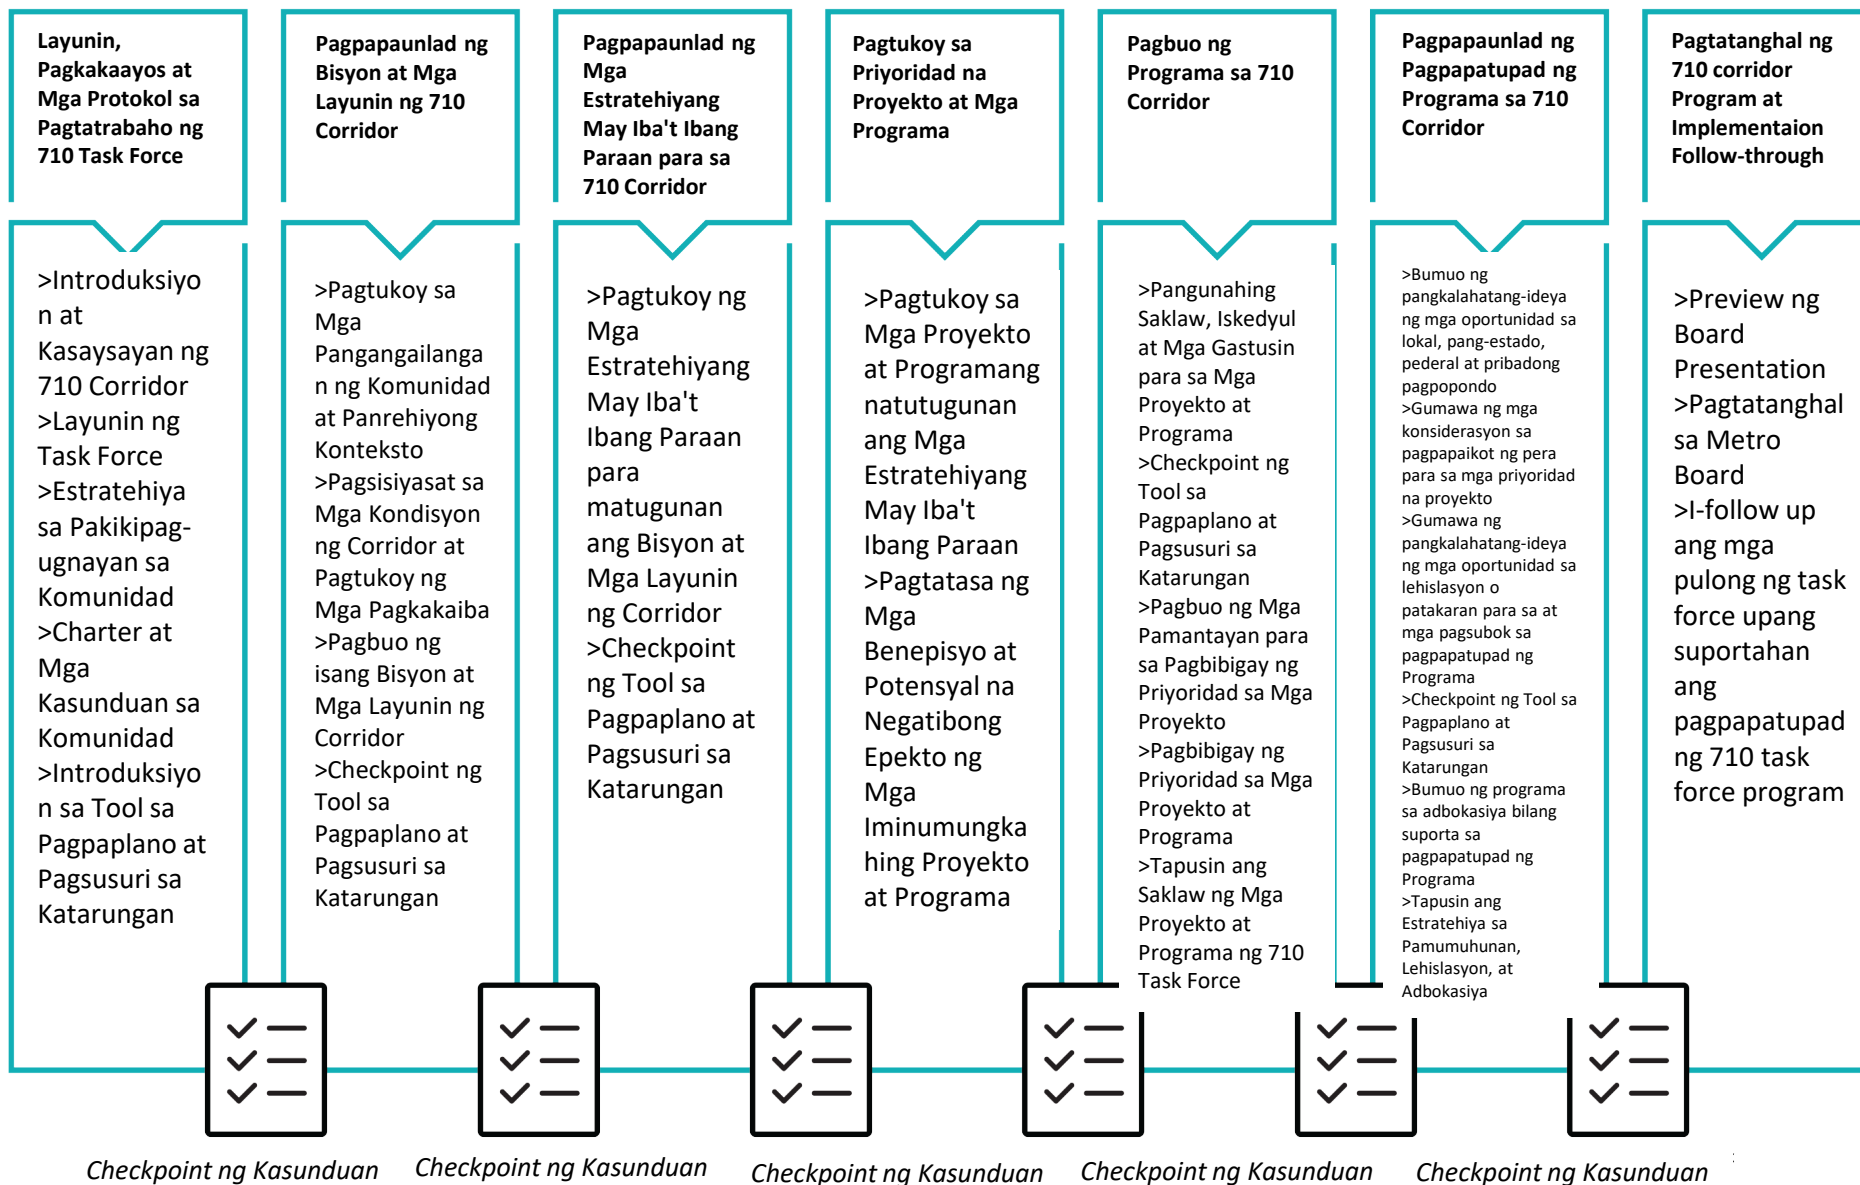 Layunin,
Pagkakaayos at
Mga Protokol sa
Pagtatrabaho ng
710 Task Force
>Introduksiyo
n at
Kasaysayan ng
710 Corridor
>Layunin ng
Task Force
>Estratehiya
sa Pakikipag-
ugnayan sa
Komunidad
>Charter at
Mga
Kasunduan sa
Komunidad
>Introduksiyo
n sa Tool sa
Pagpaplano at
Pagsusuri sa
Katarungan
Pagpapaunlad ng
Bisyon at Mga
Layunin ng 710
Corridor
>Pagtukoy sa
Mga
Pangangailanga
n ng Komunidad
at Panrehiyong
Konteksto
>Pagsisiyasat sa
Mga Kondisyon
ng Corridor at
Pagtukoy ng
Mga Pagkakaiba
>Pagbuo ng
isang Bisyon at
Mga Layunin ng
Corridor
>Checkpoint ng
Tool sa
Pagpaplano at
Pagsusuri sa
Katarungan
Pagpapaunlad ng
Mga
Estratehiyang
May Iba't Ibang
Paraan para sa
710 Corridor
>Pagtukoy ng
Mga
Estratehiyang
May Iba't
Ibang Paraan
para
matugunan
ang Bisyon at
Mga Layunin
ng Corridor
>Checkpoint
ng Tool sa
Pagpaplano at
Pagsusuri sa
Katarungan
Pagtukoy sa
Priyoridad na
Proyekto at Mga
Programa
>Pagtukoy sa
Mga Proyekto
at Programang
natutugunan
ang Mga
Estratehiyang
May Iba't
Ibang Paraan
>Pagtatasa ng
Mga
Benepisyo at
Potensyal na
Negatibong
Epekto ng
Mga
Iminumungka
hing Proyekto
at Programa
Pagbuo ng
Programa sa 710
Corridor
>Pangunahing
Saklaw, Iskedyul
at Mga Gastusin
para sa Mga
Proyekto at
Programa
>Checkpoint ng
Tool sa
Pagpaplano at
Pagsusuri sa
Katarungan
>Pagbuo ng Mga
Pamantayan para
sa Pagbibigay ng
Priyoridad sa Mga
Proyekto
>Pagbibigay ng
Priyoridad sa Mga
Proyekto at
Programa
>Tapusin ang
Saklaw ng Mga
Proyekto at
Programa ng 710
Task Force
Pagpapaunlad ng
Pagpapatupad ng
Programa sa 710
Corridor
>Bumuo ng
pangkalahatang-ideya
ng mga oportunidad sa
lokal, pang-estado,
pederal at pribadong
pagpopondo
>Gumawa ng mga
konsiderasyon sa
pagpapaikot ng pera
para sa mga priyoridad
na proyekto
>Gumawa ng
pangkalahatang-ideya
ng mga oportunidad sa
lehislasyon o
patakaran para sa at
mga pagsubok sa
pagpapatupad ng
Programa
>Checkpoint ng Tool sa
Pagpaplano at
Pagsusuri sa
Katarungan
>Bumuo ng programa
sa adbokasiya bilang
suporta sa
pagpapatupad ng
Programa
>Tapusin ang
Estratehiya sa
Pamumuhunan,
Lehislasyon, at
Adbokasiya
Pagtatanghal ng
710 corridor
Program at
Implementaion
Follow-through
>Preview ng
Board
Presentation
>Pagtatanghal
sa Metro
Board
>I-follow up
ang mga
pulong ng task
force upang
suportahan
ang
pagpapatupad
ng 710 task
force program
Checkpoint ng Kasunduan
Checkpoint ng Kasunduan
Checkpoint ng Kasunduan
Checkpoint ng Kasunduan
Checkpoint ng Kasunduan